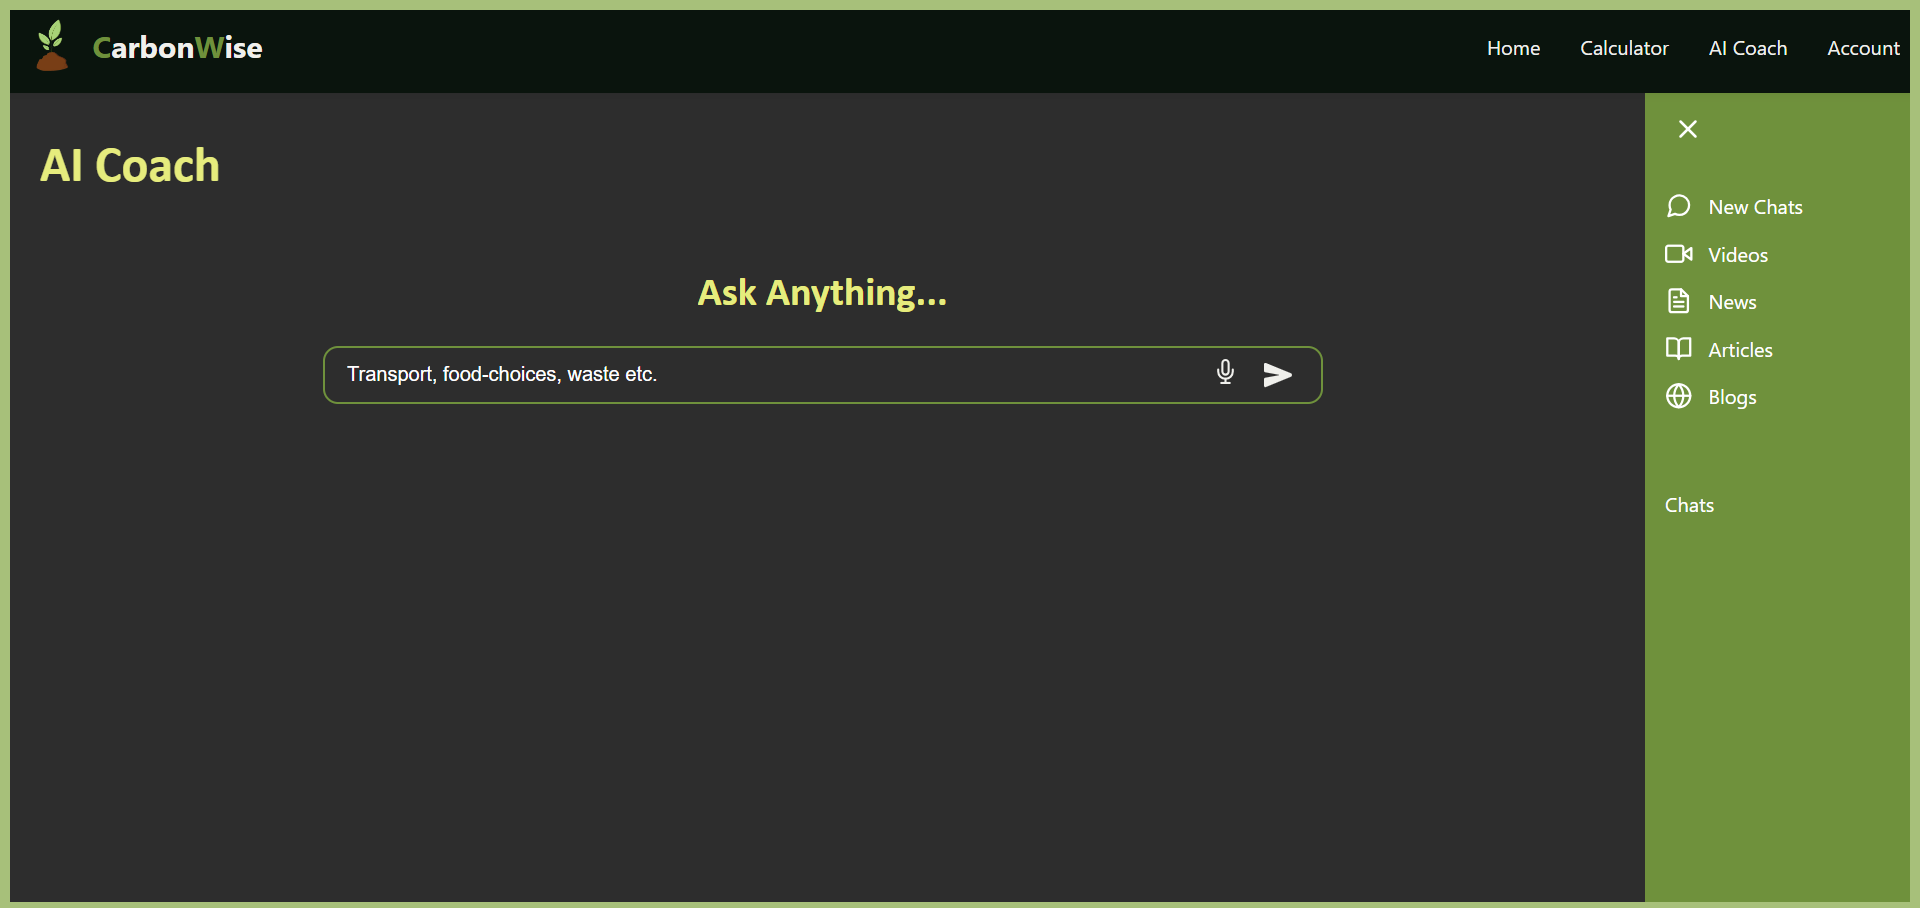 CarbonWise
Home Calculator AI Coach Account
AI Coach
Ask Anything...
Transport, food-choices, waste etc.
New Chats
Videos
News
Articles
Blogs
Chats